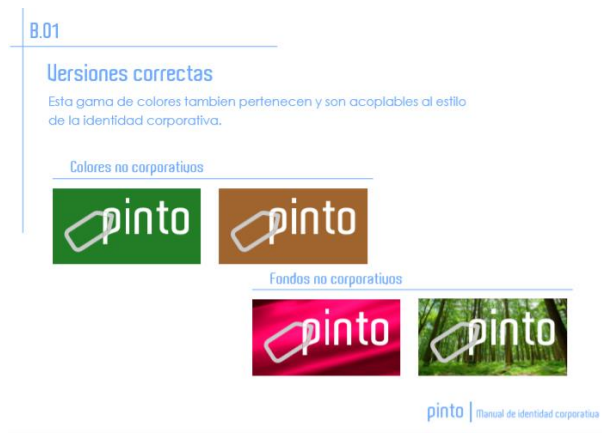 B.01
Versiones correctas
Esta gama de colores tambien pertenecen y son acoplables al estilo
de la identidad corporativa.
Colores no corporativos
pinto
pinto
Fondos no corporativos
pinto
pinto
pinto | Manual de identidad corporativa